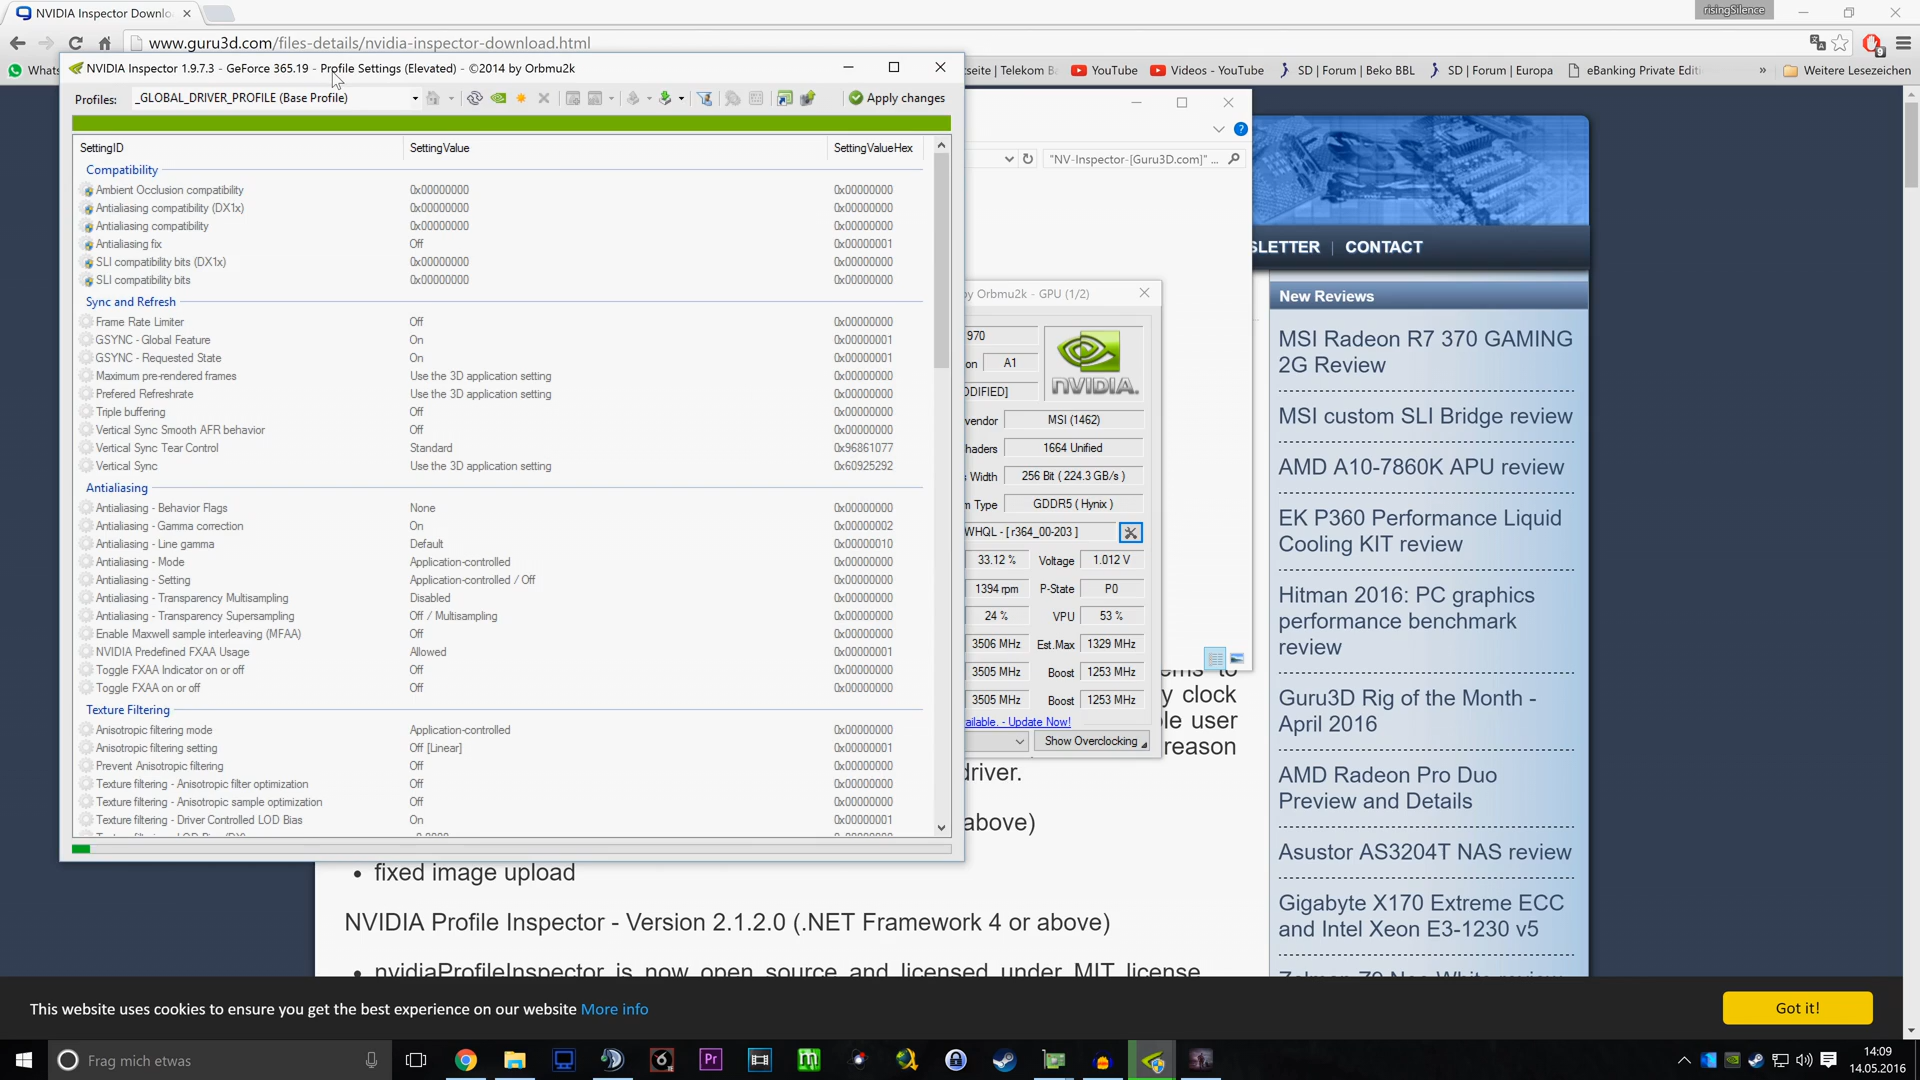 NVIDIA Inspector Downlo
risingSilence
www.guru3d.com/files-details/nvidia-inspector-download.html
9
Whats
seite | Telekom B
YouTube
Videos - YouTube
SD | Forum | Beko BBL
SD | Forum | Europa
eBanking Private Editi
»
Weitere Lesezeichen
NVIDIA Inspector 1.9.7.3 - GeForce 365.19 - Profile Settings (Elevated) - ©2014 by Orbmu2k
Profiles:
_GLOBAL_DRIVER_PROFILE (Base Profile)
Apply changes
SettingID SettingValue SettingValueHex
Compatibility
Ambient Occlusion compatibility 0x00000000 0x00000000
Antialiasing compatibility (DX1x) 0x00000000 0x00000000
Antialiasing compatibility 0x00000000 0x00000000
Antialiasing fix Off 0x00000001
SLI compatibility bits (DX1x) 0x00000000 0x00000000
SLI compatibility bits 0x00000000 0x00000000
Sync and Refresh
Frame Rate Limiter Off 0x00000000
GSYNC - Global Feature On 0x00000001
GSYNC - Requested State On 0x00000001
Maximum pre-rendered frames Use the 3D application setting 0x00000000
Prefered Refreshrate Use the 3D application setting 0x00000000
Triple buffering Off 0x00000000
Vertical Sync Smooth AFR behavior Off 0x00000000
Vertical Sync Tear Control Standard 0x96861077
Vertical Sync Use the 3D application setting 0x60925292
Antialiasing
Antialiasing - Behavior Flags None 0x00000000
Antialiasing - Gamma correction On 0x00000002
Antialiasing - Line gamma Default 0x00000010
Antialiasing - Mode Application-controlled 0x00000000
Antialiasing - Setting Application-controlled / Off 0x00000000
Antialiasing - Transparency Multisampling Disabled 0x00000000
Antialiasing - Transparency Supersampling Off / Multisampling 0x00000000
Enable Maxwell sample interleaving (MFAA) Off 0x00000000
NVIDIA Predefined FXAA Usage Allowed 0x00000001
Toggle FXAA Indicator on or off Off 0x00000000
Toggle FXAA on or off Off 0x00000000
Texture Filtering
Anisotropic filtering mode Application-controlled 0x00000000
Anisotropic filtering setting Off [Linear] 0x00000001
Prevent Anisotropic filtering Off 0x00000000
Texture filtering - Anisotropic filter optimization Off 0x00000000
Texture filtering - Anisotropic sample optimization Off 0x00000000
Texture filtering - Driver Controlled LOD Bias On 0x00000001
"NV-Inspector-[Guru3D.com]" ...
by Orbmu2k - GPU (1/2)
970
on A1
ODIFIED]
NVIDIA.
vendor MSI (1462)
haders 1664 Unified
s Width 256 Bit ( 224.3 GB/s )
m Type GDDR5 ( Hynix )
WHQL - [ r364_00-203 ]
33.12 % Voltage 1.012 V
1394 rpm P-State P0
24 % VPU 53 %
3506 MHz Est.Max 1329 MHz
3505 MHz Boost 1253 MHz
3505 MHz Boost 1253 MHz
ailable. - Update Now!
Show Overclocking
y clock
le user
reason
driver.
above)
fixed image upload
NVIDIA Profile Inspector - Version 2.1.2.0 (.NET Framework 4 or above)
nvidiaProfileInspector is now open source and licensed under MIT license
SLETTER | CONTACT
New Reviews
MSI Radeon R7 370 GAMING
2G Review
MSI custom SLI Bridge review
AMD A10-7860K APU review
EK P360 Performance Liquid
Cooling KIT review
Hitman 2016: PC graphics
performance benchmark
review
Guru3D Rig of the Month -
April 2016
AMD Radeon Pro Duo
Preview and Details
Asustor AS3204T NAS review
Gigabyte X170 Extreme ECC
and Intel Xeon E3-1230 v5
This website uses cookies to ensure you get the best experience on our website More info
Got it!
Frag mich etwas
Pr
14:09
14.05.2016